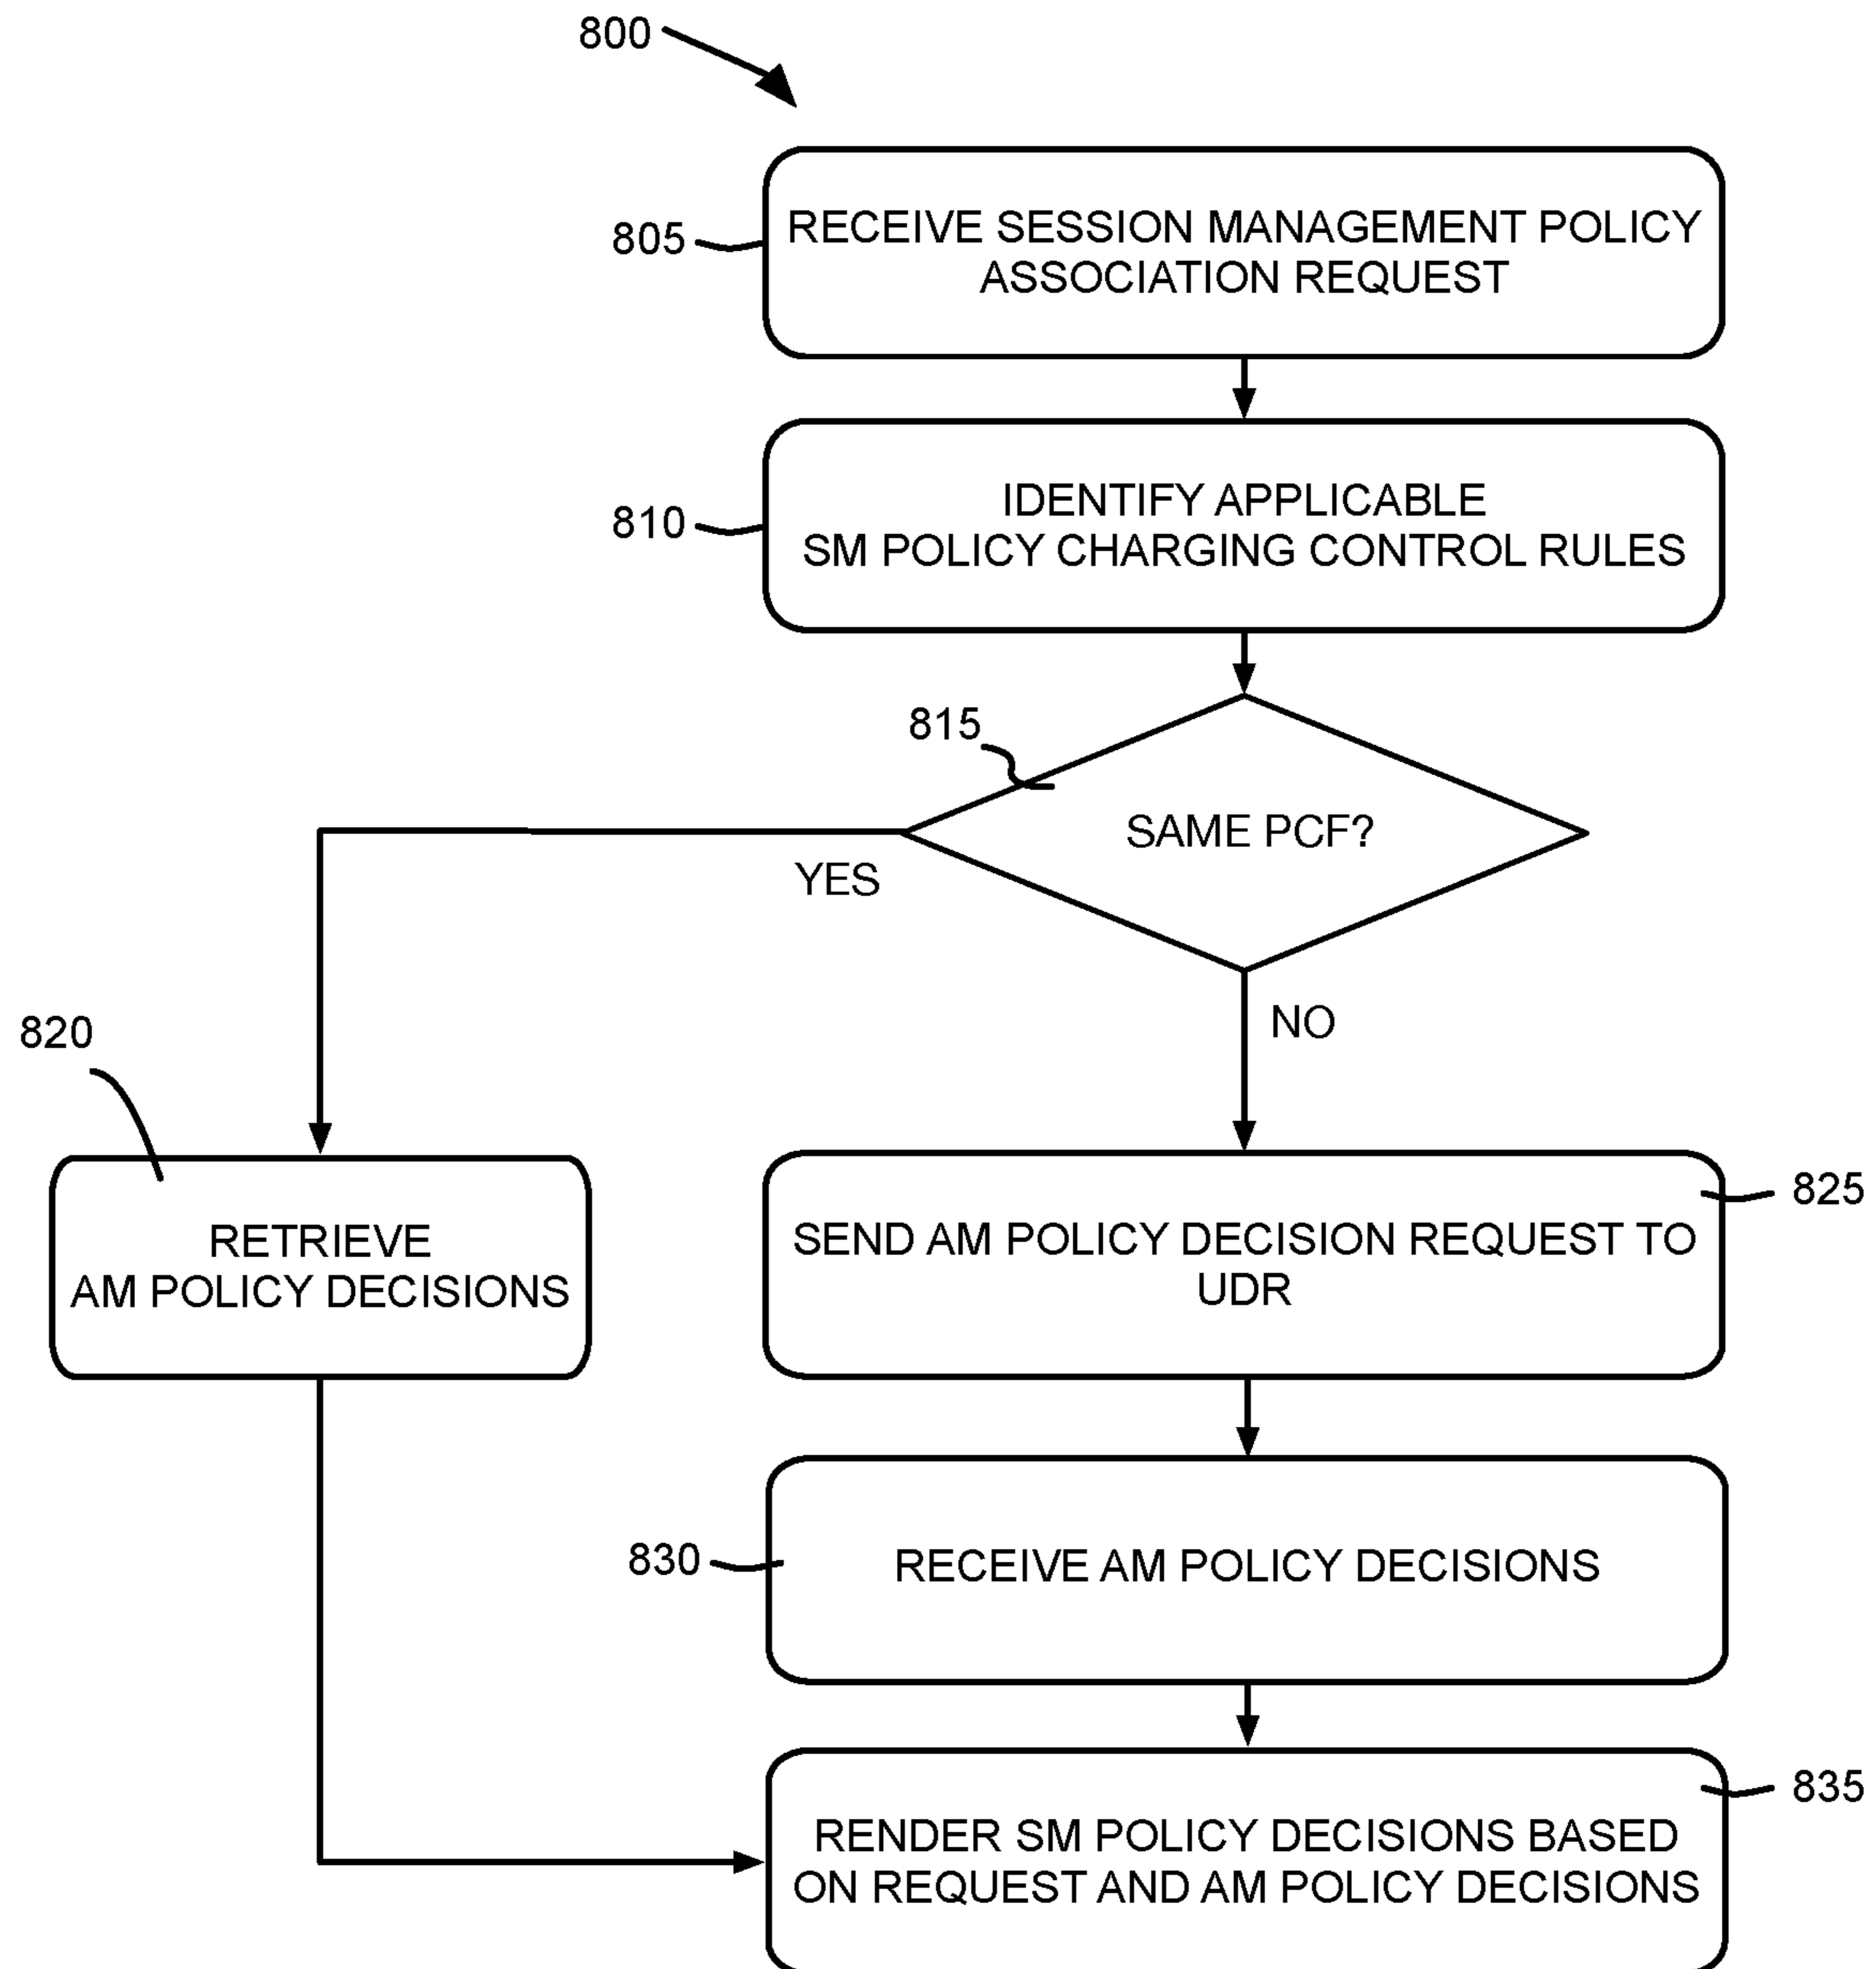 800
805
RECEIVE SESSION MANAGEMENT POLICY
ASSOCIATION REQUEST
810
IDENTIFY APPLICABLE
SM POLICY CHARGING CONTROL RULES
815
SAME PCF?
YES
NO
820
RETRIEVE
AM POLICY DECISIONS
825
SEND AM POLICY DECISION REQUEST TO
UDR
830
RECEIVE AM POLICY DECISIONS
835
RENDER SM POLICY DECISIONS BASED
ON REQUEST AND AM POLICY DECISIONS